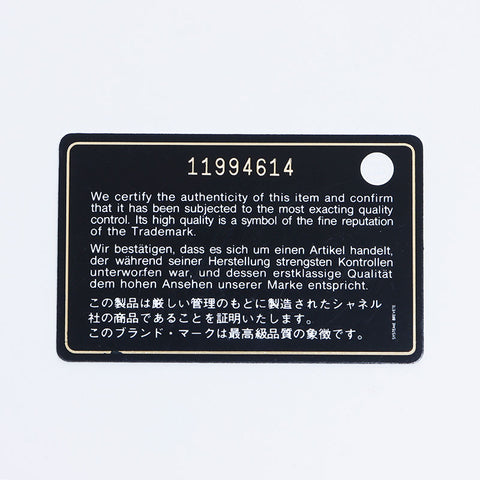 11994614
We certify the authenticity of this item and confirm
that it has been subjected to the most exacting quality
control. Its high quality is a symbol of the fine reputation
of the Trademark.
Wir bestätigen, dass es sich um einen Artikel handelt,
der während seiner Herstellung strengsten Kontrollen
unterworfen war, und dessen erstklassige Qualität
dem hohen Ansehen unserer Marke entspricht.
この製品は厳しい管理のもとに製造されたシャネル
社の商品であることを証明いたします。
このブランド・マークは最高級品質の象徴です。
SYSTEME BREVETE